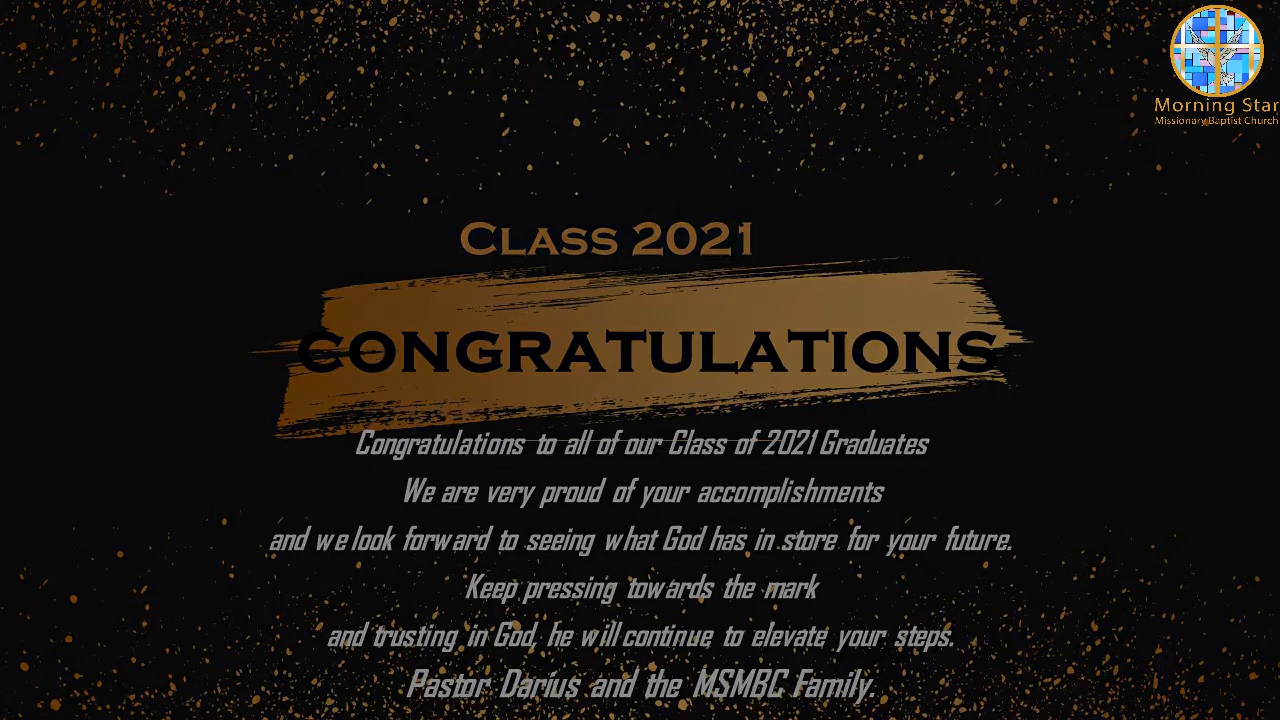 Morning Star
Missionary Baptist Church
Class 2021
CONGRATULATIONS
Congratulations to all of our Class of 2021 Graduates
We are very proud of your accomplishments
and we look forward to seeing what God has in store for your future.
Keep pressing towards the mark
and trusting in God, he will continue to elevate your steps.
Pastor Darius and the MSMBC Family.